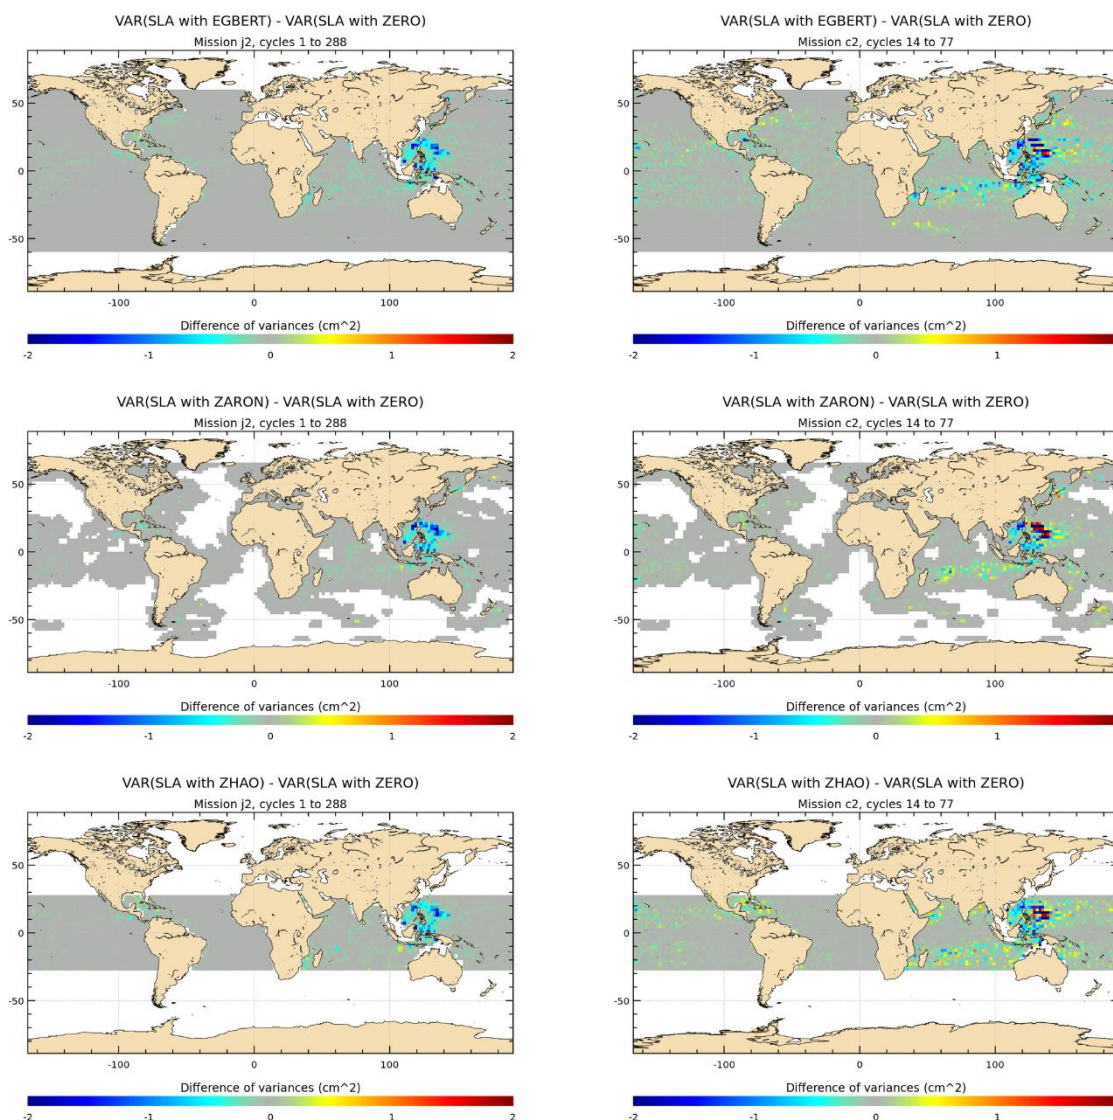 VAR(SLA with EGBERT) - VAR(SLA with ZERO)
Mission j2, cycles 1 to 288
50
0
-50
-100 0 100
Difference of variances (cm^2)
-2 -1 0 1 2
VAR(SLA with EGBERT) - VAR(SLA with ZERO)
Mission c2, cycles 14 to 77
50
0
-50
-100 0 100
Difference of variances (cm^2)
-2 -1 0 1
VAR(SLA with ZARON) - VAR(SLA with ZERO)
Mission j2, cycles 1 to 288
50
0
-50
-100 0 100
Difference of variances (cm^2)
-2 -1 0 1 2
VAR(SLA with ZARON) - VAR(SLA with ZERO)
Mission c2, cycles 14 to 77
50
0
-50
-100 0 100
Difference of variances (cm^2)
-2 -1 0 1
VAR(SLA with ZHAO) - VAR(SLA with ZERO)
Mission j2, cycles 1 to 288
50
0
-50
-100 0 100
Difference of variances (cm^2)
-2 -1 0 1 2
VAR(SLA with ZHAO) - VAR(SLA with ZERO)
Mission c2, cycles 14 to 77
50
0
-50
-100 0 100
Difference of variances (cm^2)
-2 -1 0 1